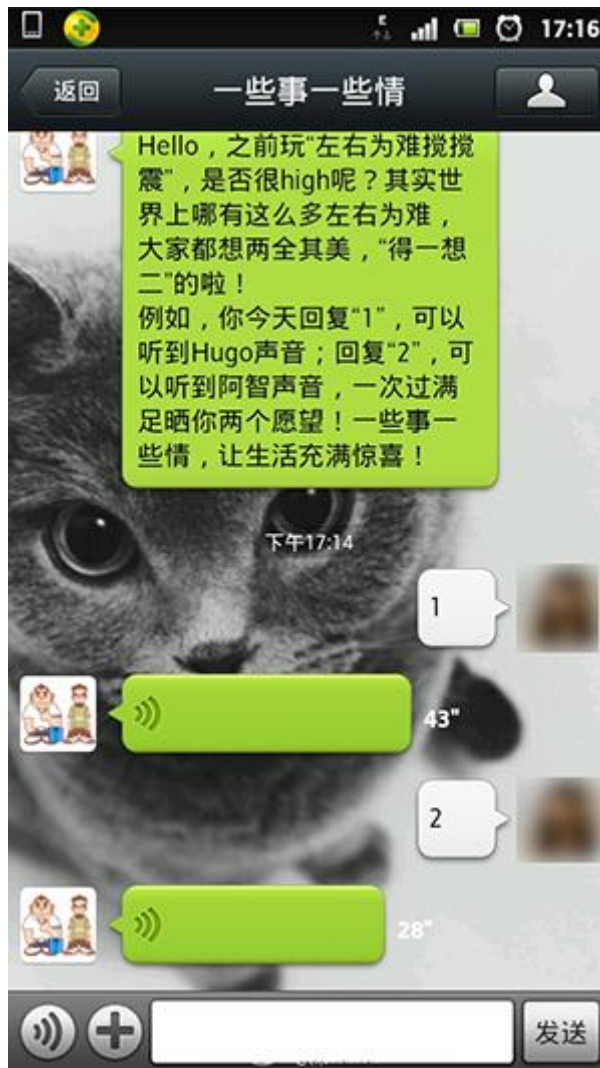 17:16
返回
一些事一些情
Hello，之前玩“左右为难搅搅
震”，是否很high呢？其实世
界上哪有这么多左右为难，
大家都想两全其美，“得一想
二”的啦！
例如，你今天回复“1”，可以
听到Hugo声音；回复“2”，可
以听到阿智声音，一次过满
足晒你两个愿望！一些事一
些情，让生活充满惊喜！
下午17:14
1
43"
2
28"
发送